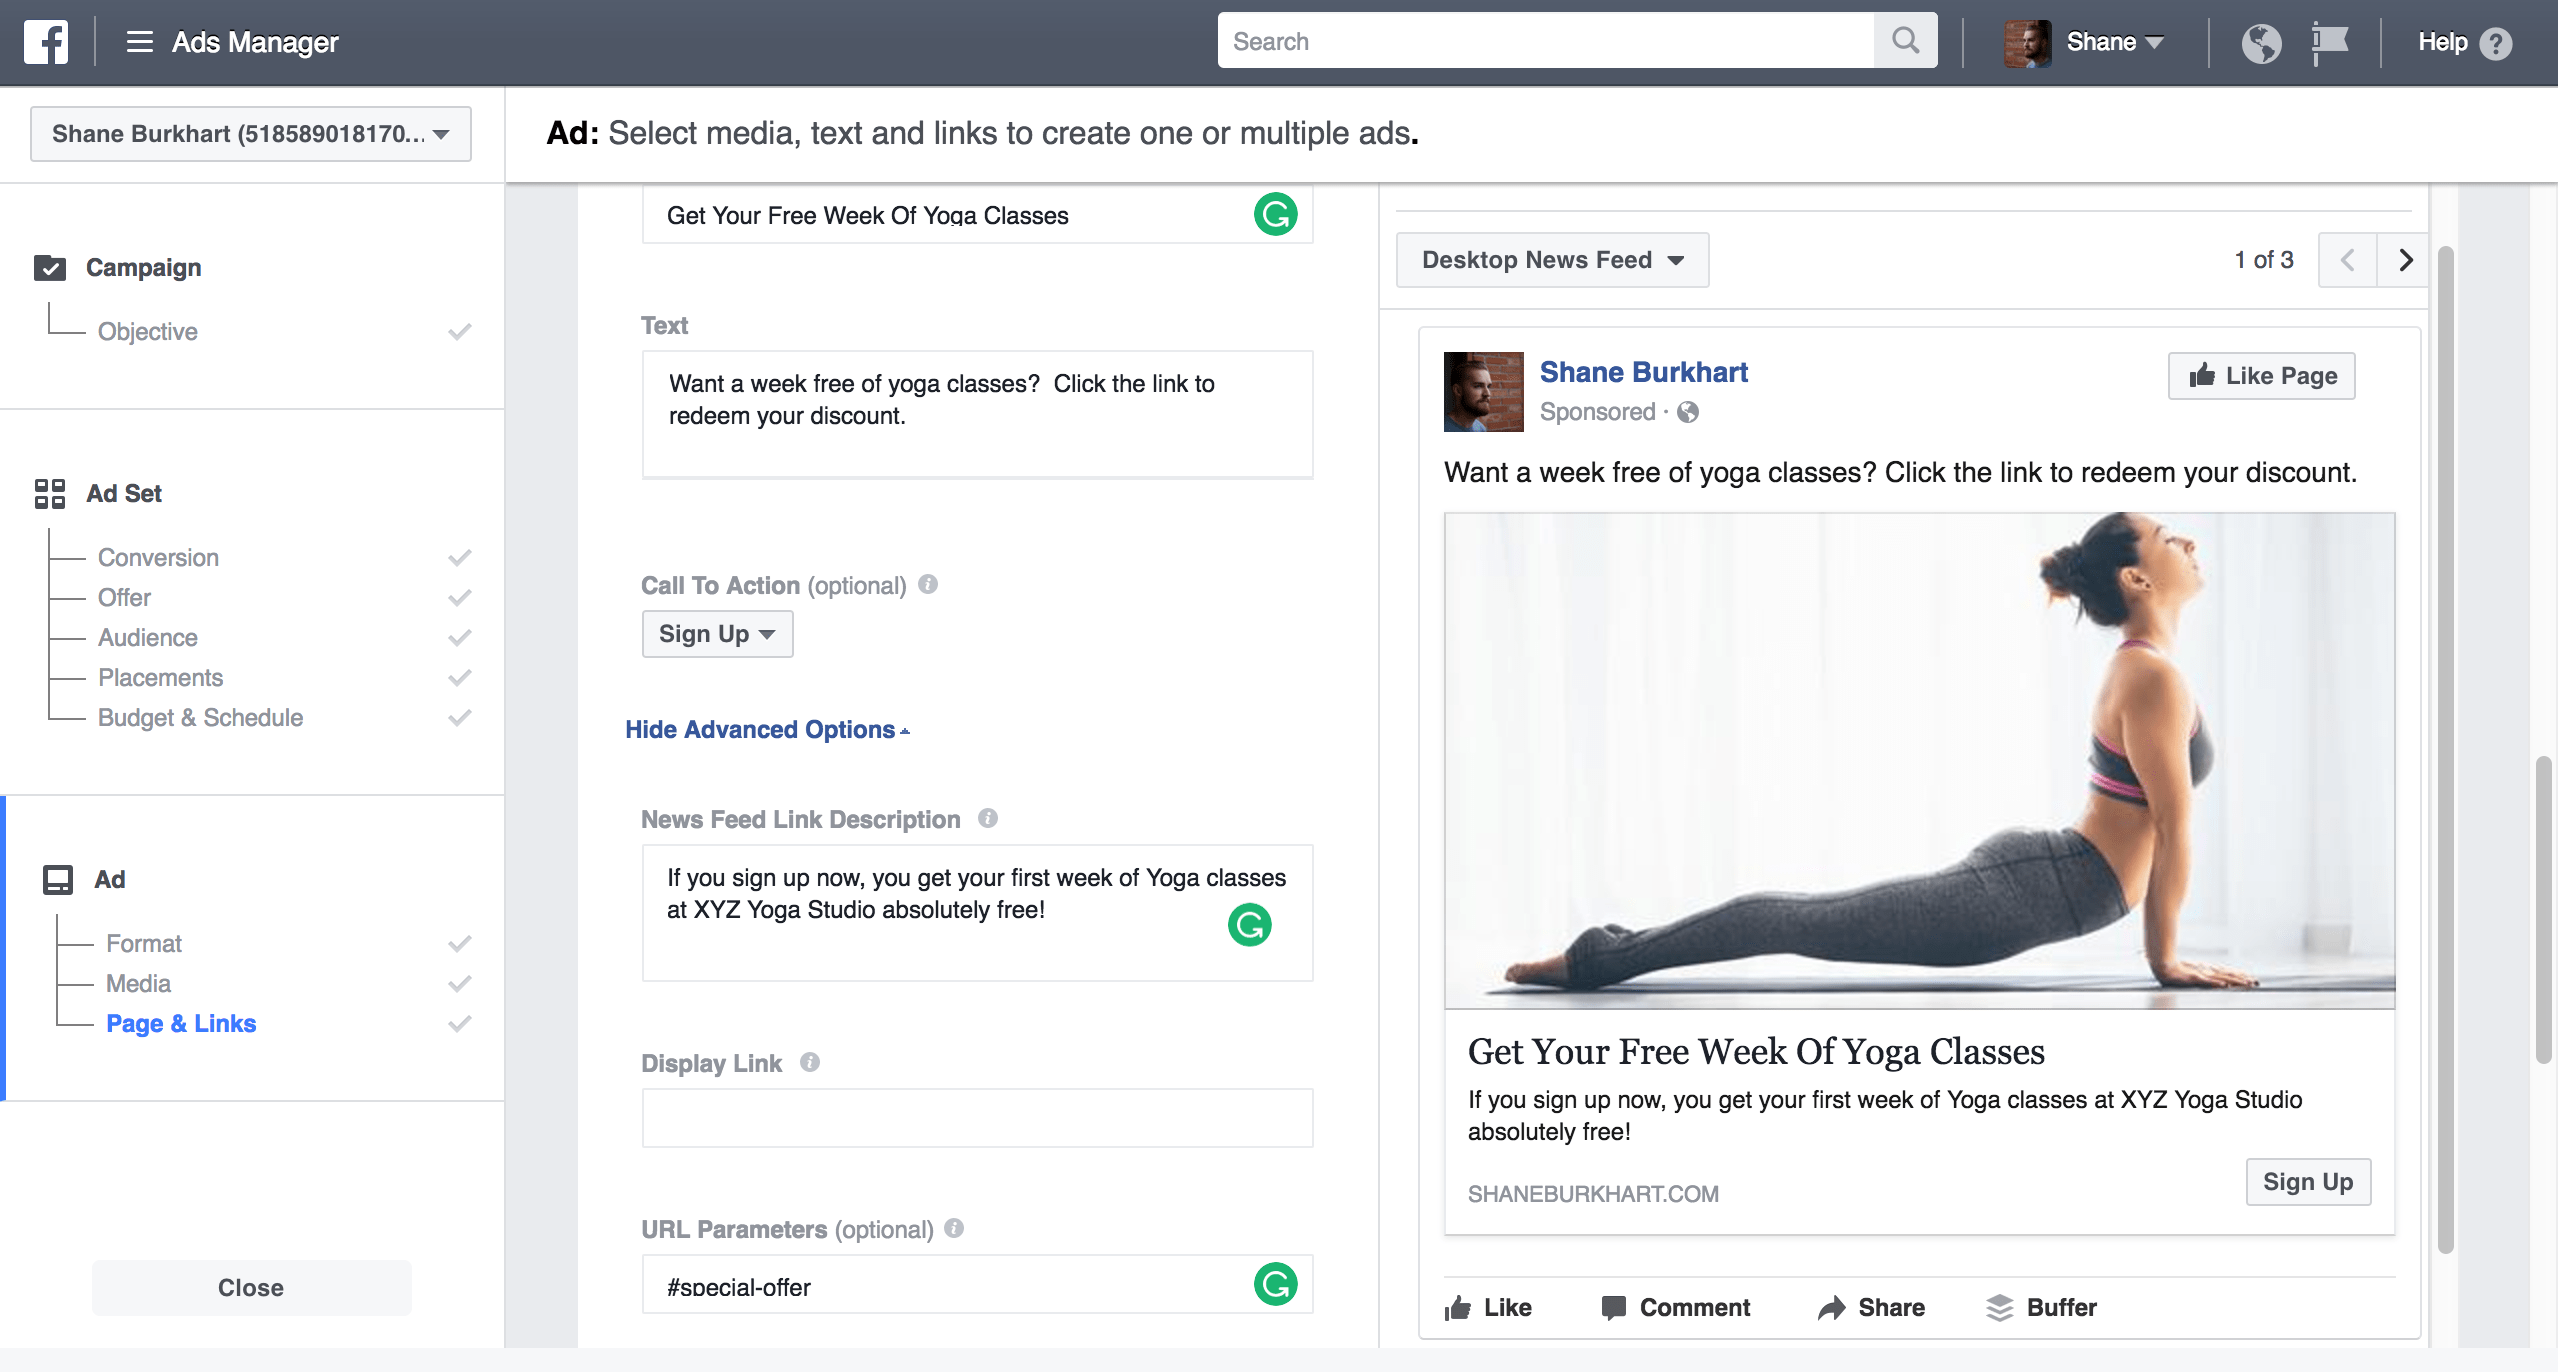 Ads Manager
Search
Shane
Help
Shane Burkhart (518589018170...
Ad: Select media, text and links to create one or multiple ads.
Campaign
Objective
Ad Set
Conversion
Offer
Audience
Placements
Budget & Schedule
Ad
Format
Media
Page & Links
Close
Get Your Free Week Of Yoga Classes
Text
Want a week free of yoga classes?  Click the link to
redeem your discount.
Call To Action (optional)
Sign Up
Hide Advanced Options
News Feed Link Description
If you sign up now, you get your first week of Yoga classes
at XYZ Yoga Studio absolutely free!
Display Link
URL Parameters (optional)
#special-offer
Desktop News Feed
1 of 3
Shane Burkhart
Like Page
Sponsored ·
Want a week free of yoga classes? Click the link to redeem your discount.
Get Your Free Week Of Yoga Classes
If you sign up now, you get your first week of Yoga classes at XYZ Yoga Studio
absolutely free!
SHANEBURKHART.COM
Sign Up
Like
Comment
Share
Buffer